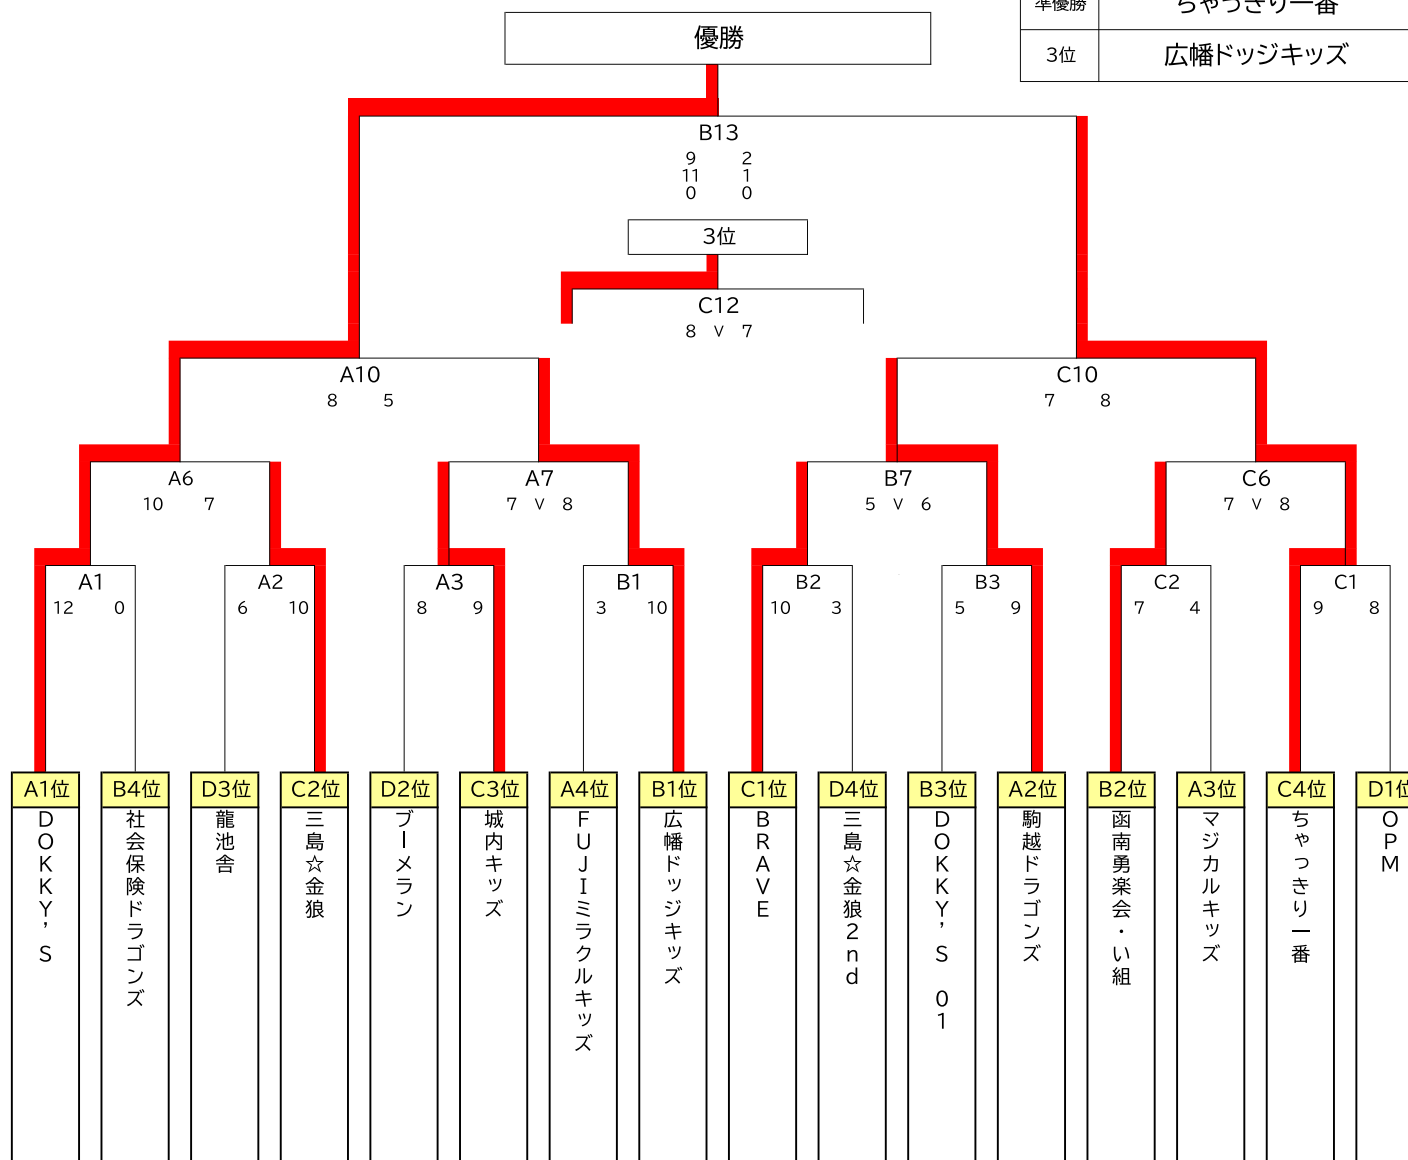 準優勝 ちゃっきり一番
優勝
3位 広幡ドッジキッズ
B13
9 2
11 1
0 0
3位
C12
8 V 7
A10 C10
8 5 7 8
A6 A7 B7 C6
10 7 7 V 8 5 V 6 7 V 8
A1 A2 A3 B1 B2 B3 C2 C1
12 0 6 10 8 9 3 10 10 3 5 9 7 4 9 8
A1位 B4位 D3位 C2位 D2位 C3位 A4位 B1位 C1位 D4位 B3位 A2位 B2位 A3位 C4位 D1位
DOKKY'S
社会保険ドラゴンズ
龍池舎
三島☆金狼
ブーメラン
城内キッズ
FUJIミラクルキッズ
広幡ドッジキッズ
BRAVE
三島☆金狼2nd
DOKKY'S 01
駒越ドラゴンズ
函南勇楽会・い組
マジカルキッズ
ちゃっきり一番
OPM